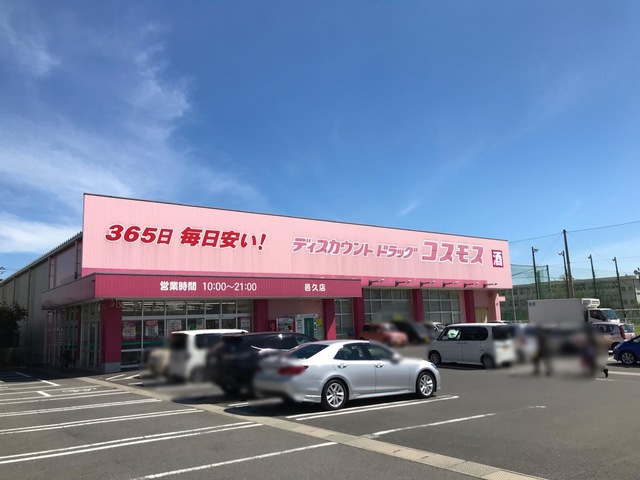 365日 毎日安い!
ディスカウント ドラッグ コスモス 酒
営業時間 10:00〜21:00 邑久店